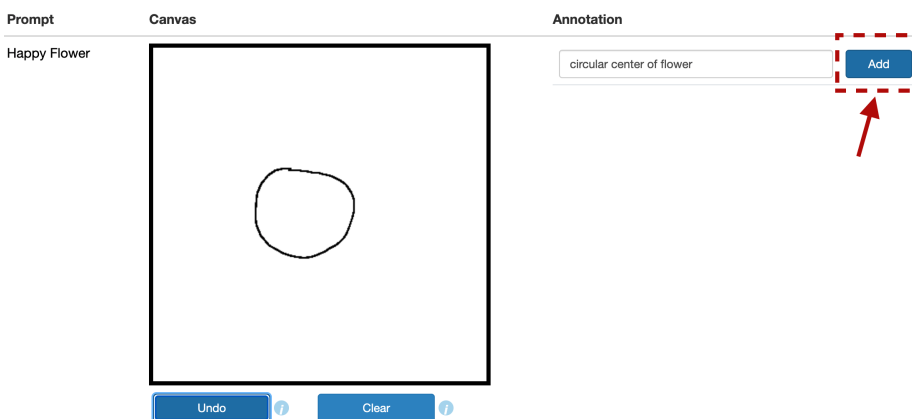 Prompt Canvas Annotation
Happy Flower
circular center of flower Add
Undo i Clear i